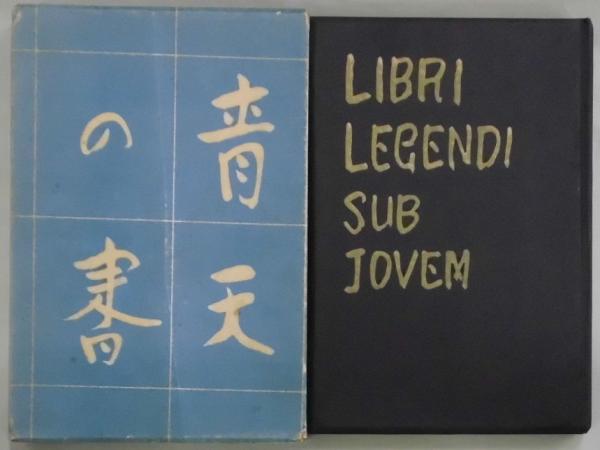 青天
の書
LIBRI
LEGENDI
SUB
JOVEM